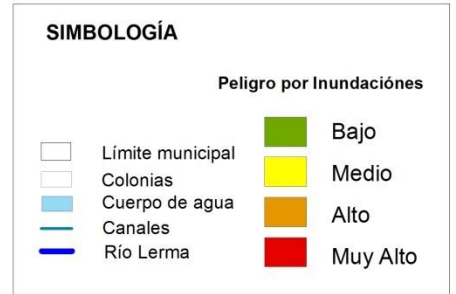 SIMBOLOGÍA
Peligro por Inundaciónes
Límite municipal
Colonias
Cuerpo de agua
Canales
Río Lerma
Bajo
Medio
Alto
Muy Alto